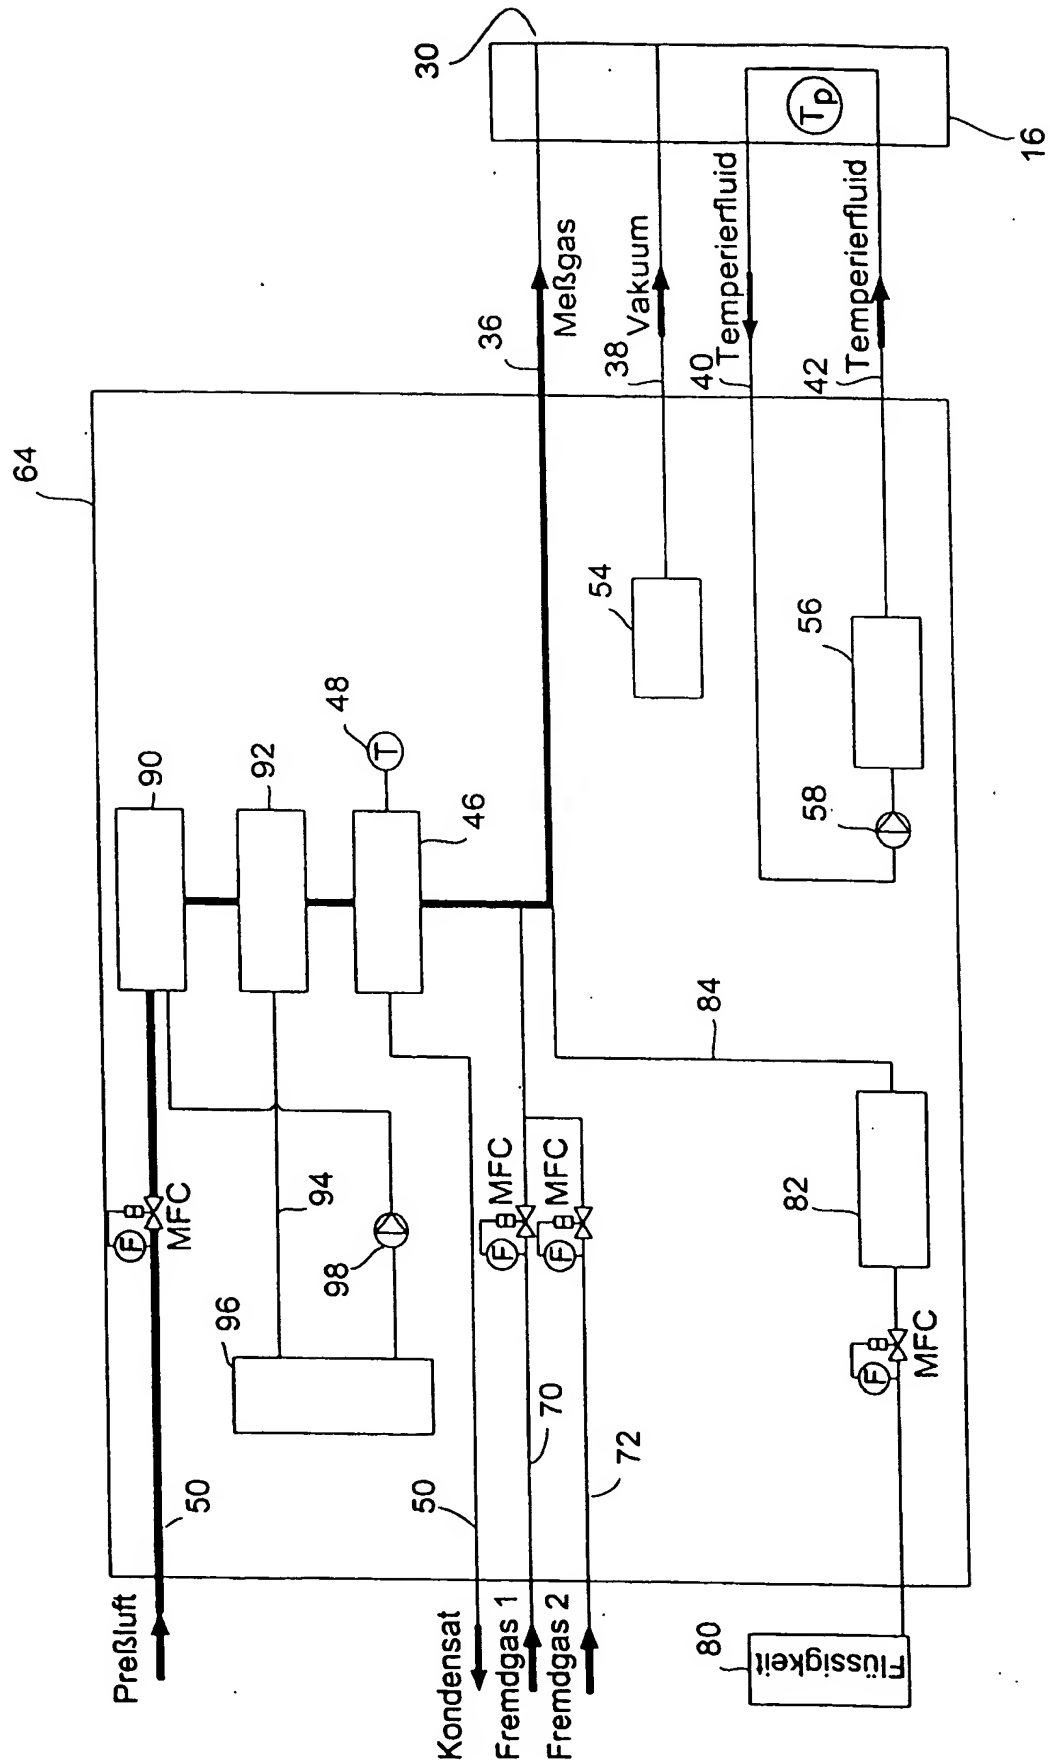 64
90
92
48
T
46
36
Meßgas
30
54
38
Vakuum
40
Temperierfluid
Tp
16
56
58
42
Temperierfluid
Preßluft
50
F
MFC
96
94
98
Kondensat
50
Fremdgas 1
70
F
MFC
Fremdgas 2
72
F
MFC
84
80
Flüssigkeit
F
MFC
82